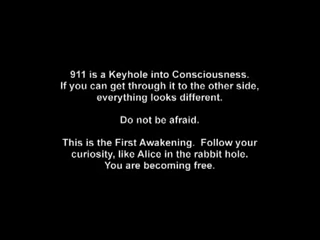 911 is a Keyhole into Consciousness.
If you can get through it to the other side,
everything looks different.
Do not be afraid.
This is the First Awakening.  Follow your
curiosity, like Alice in the rabbit hole.
You are becoming free.